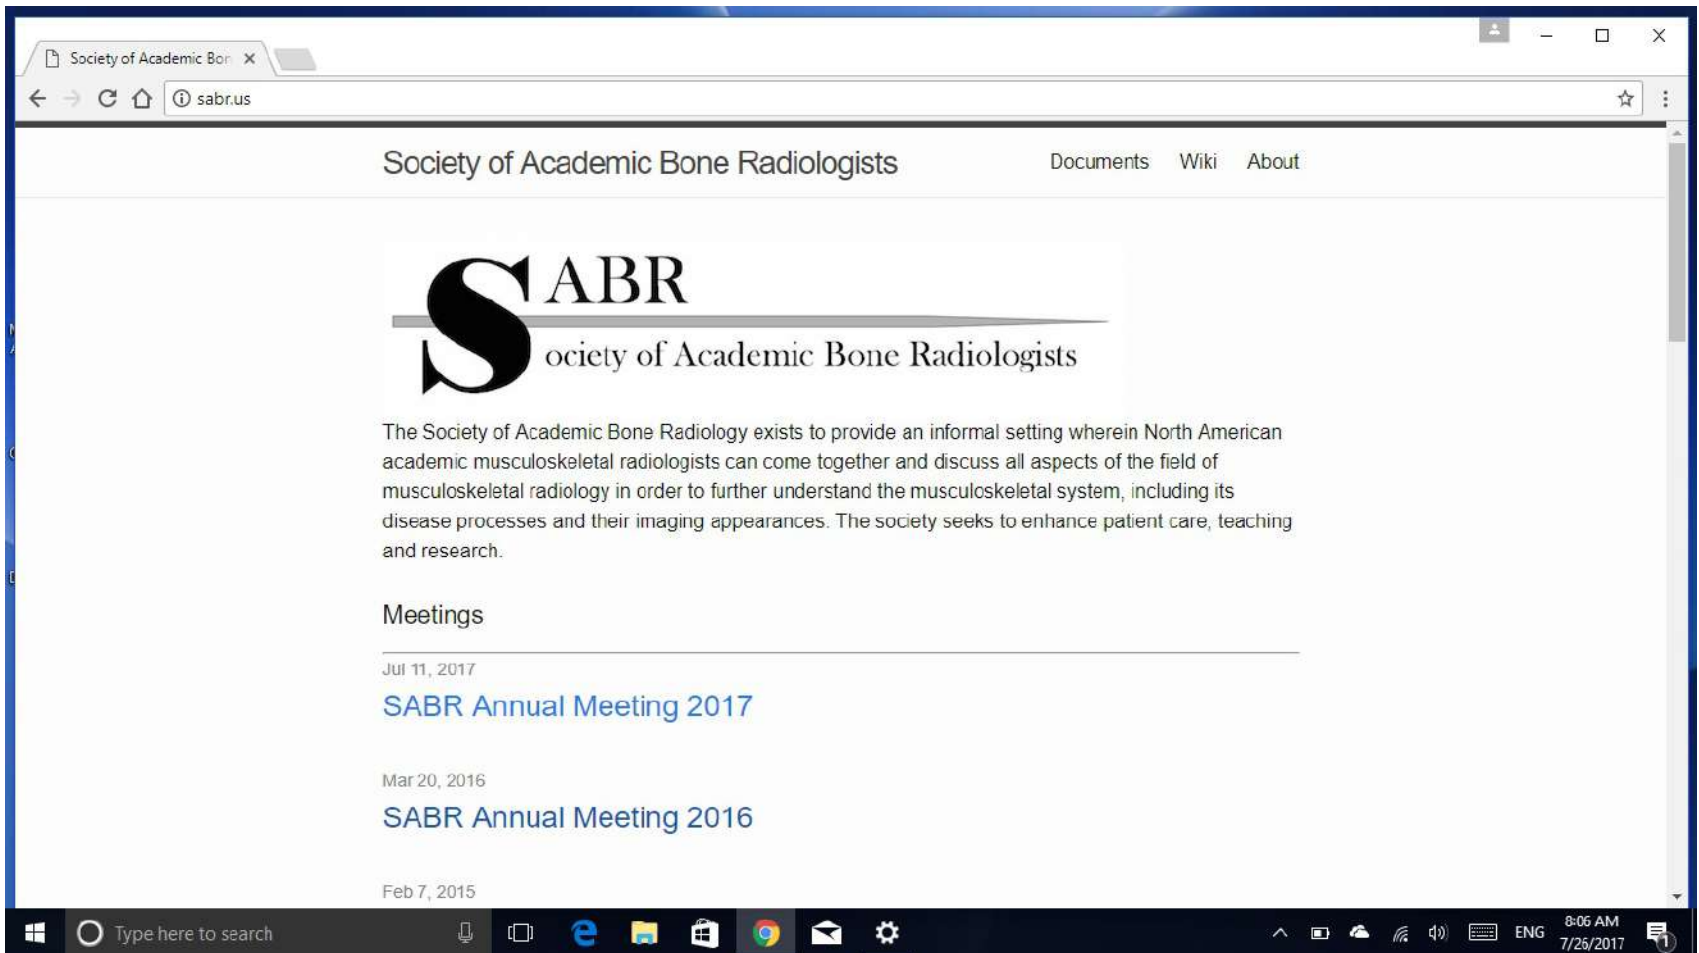 Society of Academic Bon
sabr.us
Society of Academic Bone Radiologists
Documents Wiki About
SABR
Society of Academic Bone Radiologists
The Society of Academic Bone Radiology exists to provide an informal setting wherein North American
academic musculoskeletal radiologists can come together and discuss all aspects of the field of
musculoskeletal radiology in order to further understand the musculoskeletal system, including its
disease processes and their imaging appearances. The society seeks to enhance patient care, teaching
and research.
Meetings
Jul 11, 2017
SABR Annual Meeting 2017
Mar 20, 2016
SABR Annual Meeting 2016
Feb 7, 2015
Type here to search
ENG
8:06 AM
7/26/2017
1